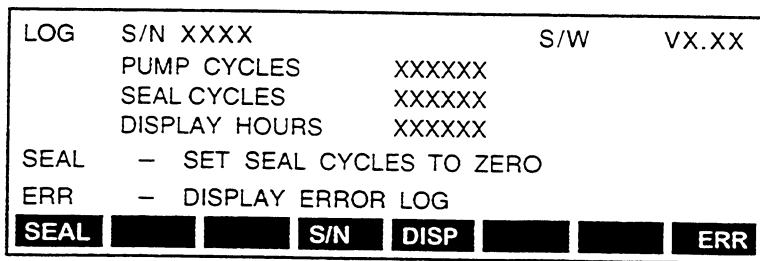 LOG S/N XXXX S/W VX.XX
PUMP CYCLES XXXXXX
SEAL CYCLES XXXXXX
DISPLAY HOURS XXXXXX
SEAL – SET SEAL CYCLES TO ZERO
ERR – DISPLAY ERROR LOG
SEAL S/N DISP ERR